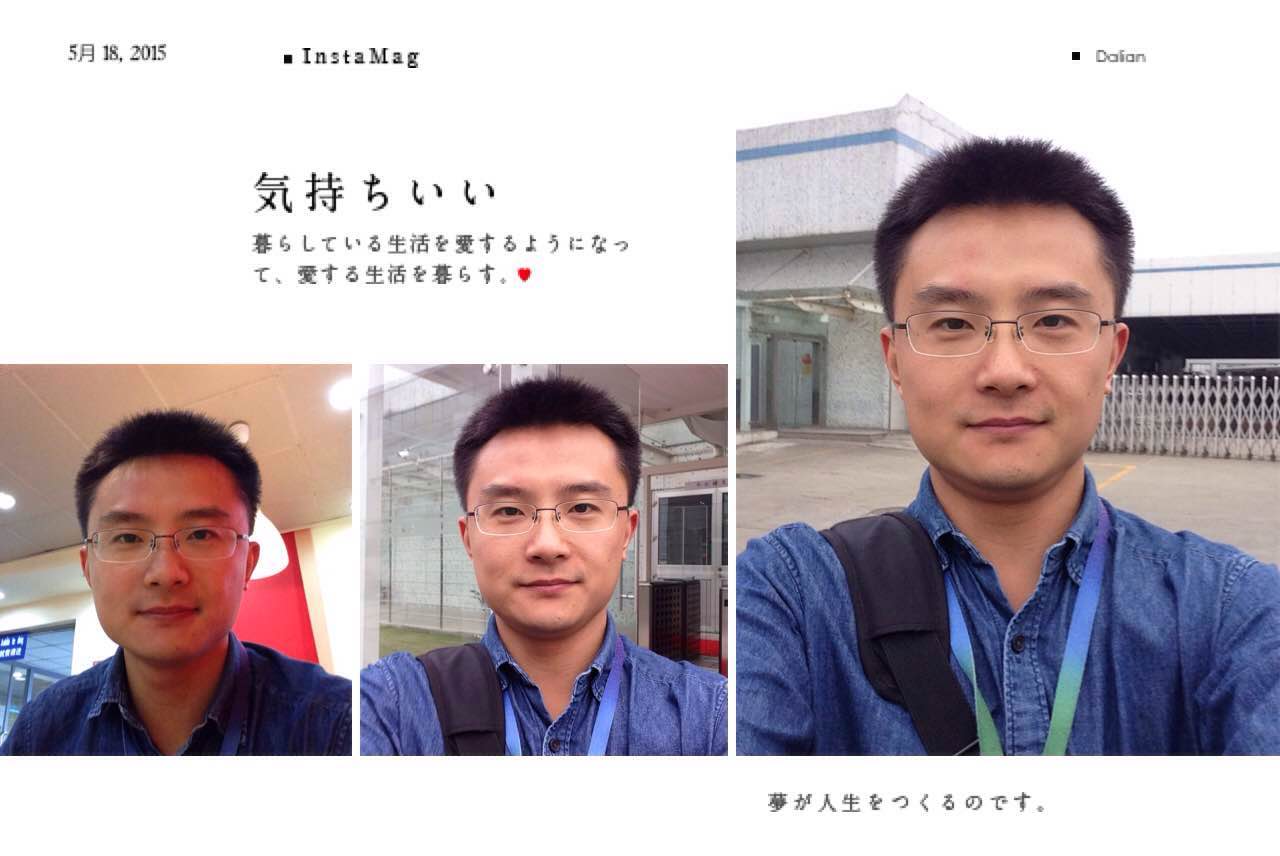 5月 18, 2015
InstaMag
Dalian
気持ちいい
暮らしている生活を愛するようになっ
て、愛する生活を暮らす。
夢が人生をつくるのです。